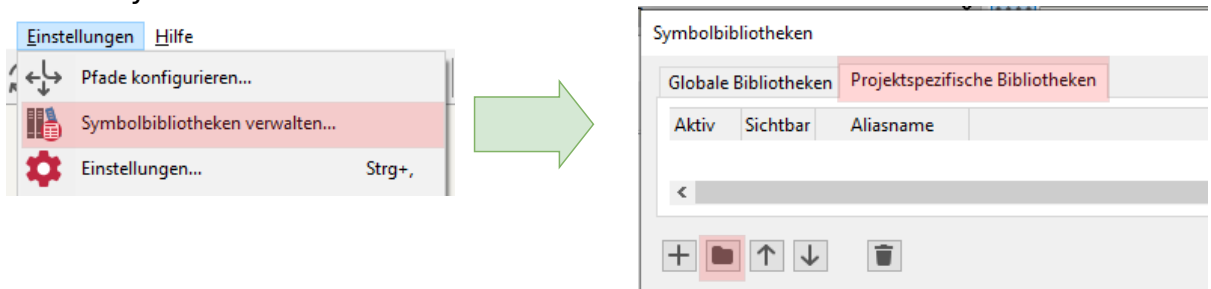 Einstellungen Hilfe
Pfade konfigurieren...
Symbolbibliotheken verwalten...
Einstellungen... Strg+,
Symbolbibliotheken
Globale Bibliotheken Projektspezifische Bibliotheken
Aktiv Sichtbar Aliasname